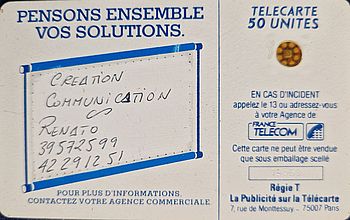 PENSONS ENSEMBLE
VOS SOLUTIONS.
CREATION
COMMUNICATION
RENATO
39572599
42291251
POUR PLUS D'INFORMATIONS.
CONTACTEZ VOTRE AGENCE COMMERCIALE
TELECARTE
50 UNITES
EN CAS D'INCIDENT
appelez le 13 ou adressez-vous
à votre Agence de
FRANCE
TELECOM
Cette carte ne peut être vendue
que sous emballage scellé
Régie T
La Publicité sur la Télécarte
7, rue de Monttessuy - 75007 Paris